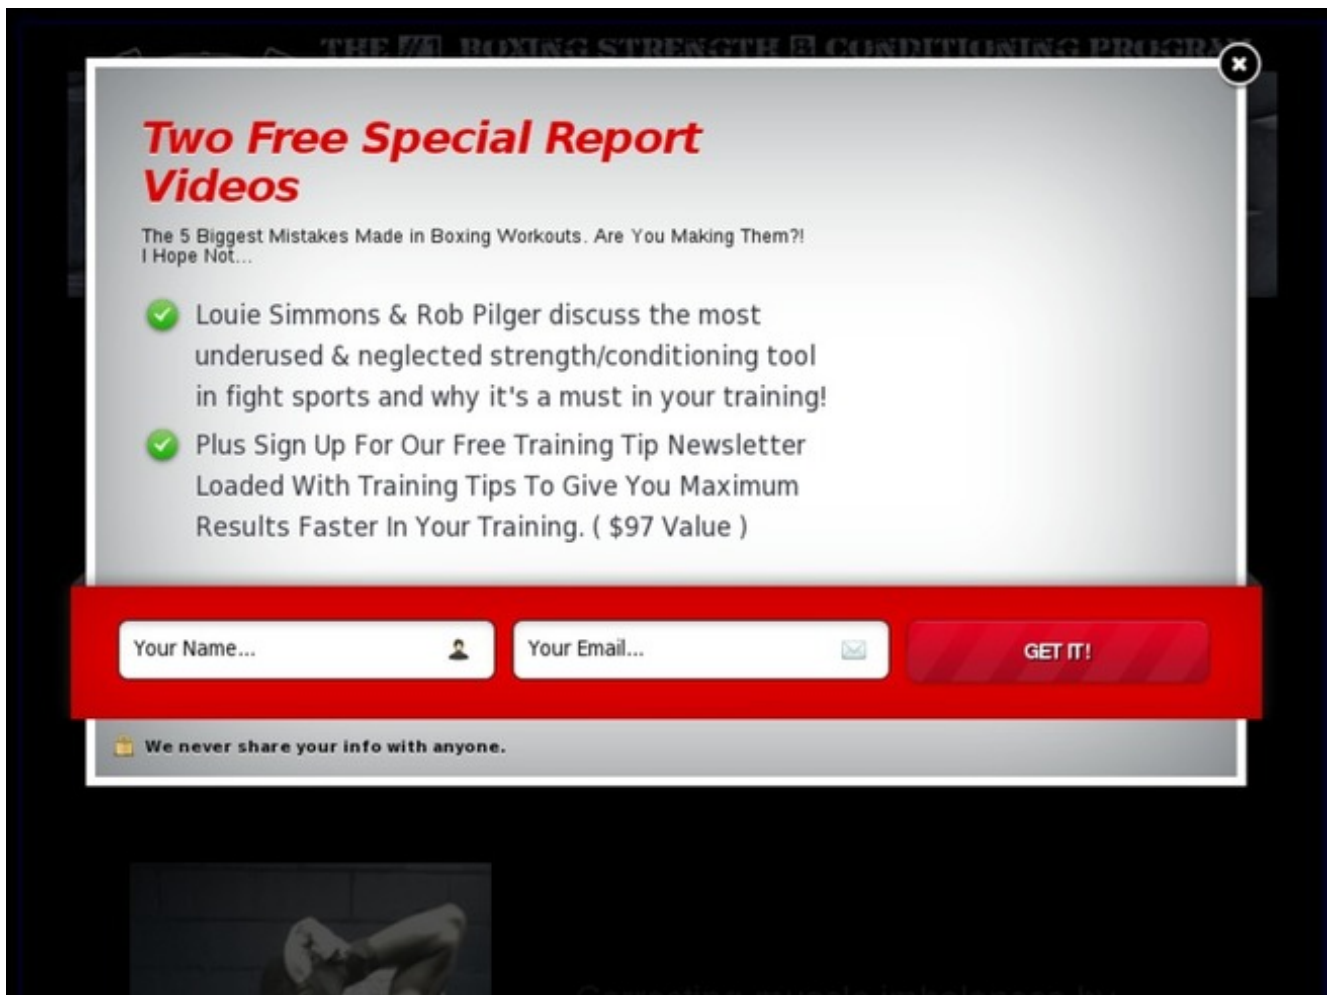 THE #1 BOXING STRENGTH & CONDITIONING PROGRAM
Two Free Special Report
Videos
The 5 Biggest Mistakes Made in Boxing Workouts. Are You Making Them?!
I Hope Not...
Louie Simmons & Rob Pilger discuss the most
underused & neglected strength/conditioning tool
in fight sports and why it's a must in your training!
Plus Sign Up For Our Free Training Tip Newsletter
Loaded With Training Tips To Give You Maximum
Results Faster In Your Training. ( $97 Value )
Your Name...
Your Email...
GET IT!
We never share your info with anyone.
Correcting muscle imbalances by